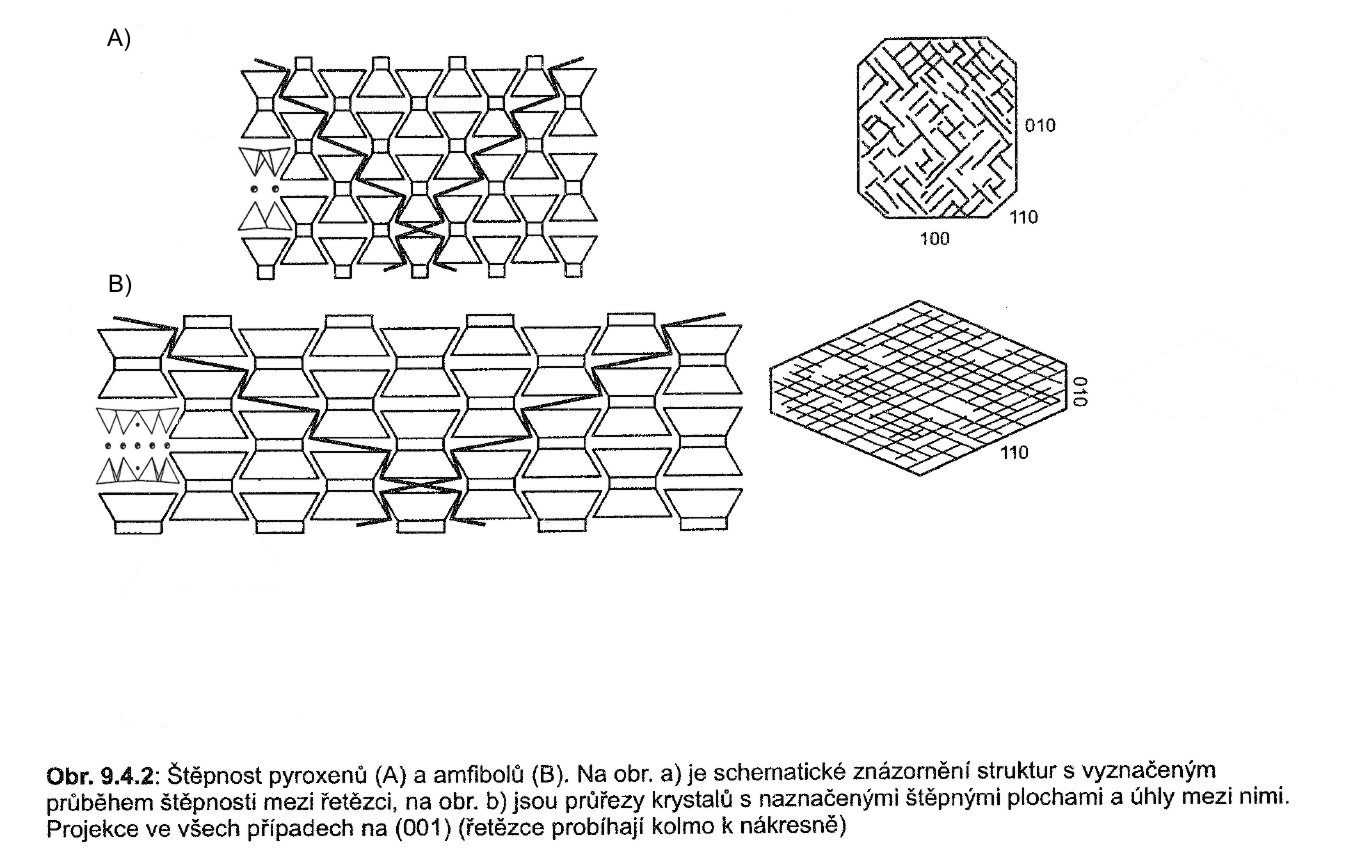 A)
010
110
100
B)
010
110
Obr. 9.4.2: Štěpnost pyroxenů (A) a amfibolů (B). Na obr. a) je schematické znázornění struktur s vyznačeným
průběhem štěpnosti mezi řetězci, na obr. b) jsou průřezy krystalů s naznačenými štěpnými plochami a úhly mezi nimi.
Projekce ve všech případech na (001) (řetězce probíhají kolmo k nákresně)